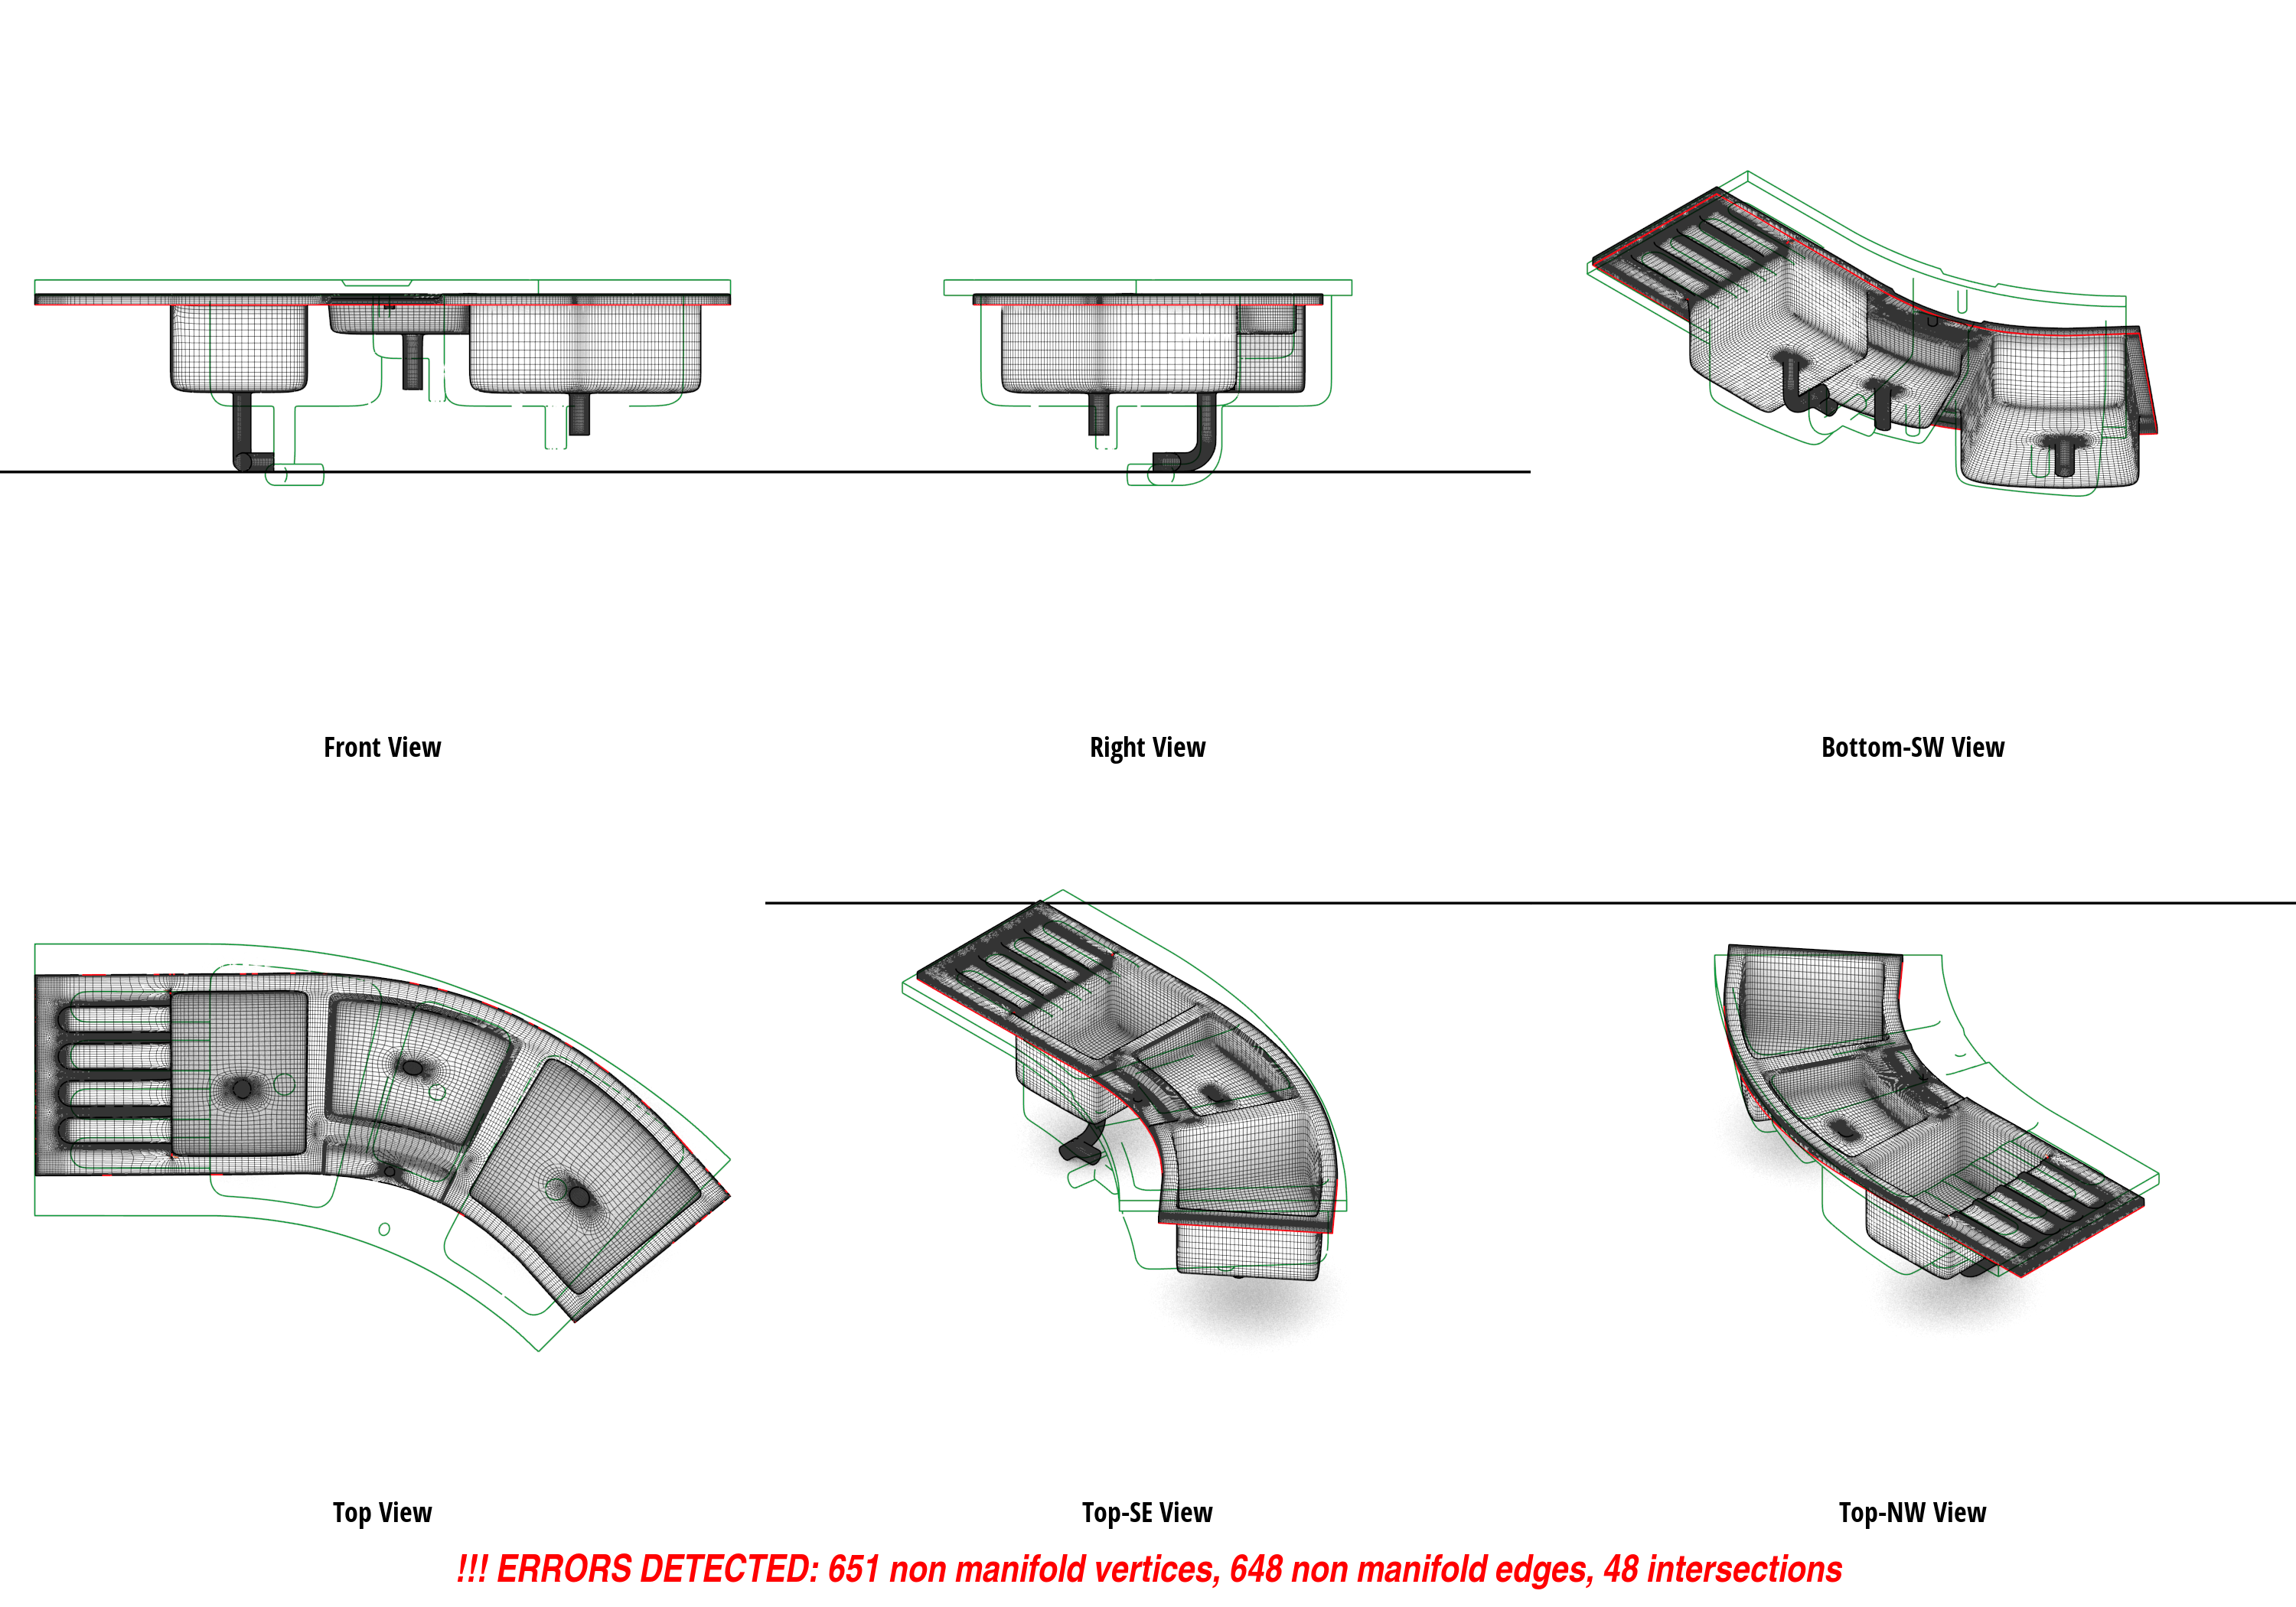 Front View
Right View
Bottom-SW View
Top View
Top-SE View
Top-NW View
!!! ERRORS DETECTED: 651 non manifold vertices, 648 non manifold edges, 48 intersections